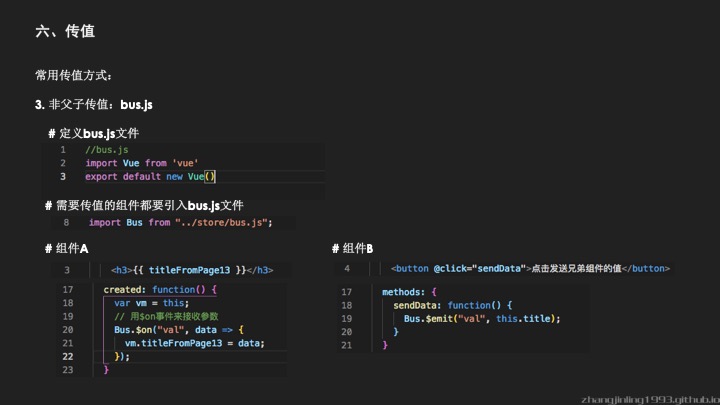 六、传值
常用传值方式：
3. 非父子传值：bus.js
# 定义bus.js文件
1 //bus.js
2 import Vue from 'vue'
3 export default new Vue()
# 需要传值的组件都要引入bus.js文件
8 import Bus from "../store/bus.js";
# 组件A
3 <h3>{{ titleFromPage13 }}</h3>
17 created: function() {
18 var vm = this;
19 // 用$on事件来接收参数
20 Bus.$on("val", data => {
21 vm.titleFromPage13 = data;
22 });
23 }
# 组件B
4 <button @click="sendData">点击发送兄弟组件的值</button>
17 methods: {
18 sendData: function() {
19 Bus.$emit("val", this.title);
20 }
21 }
zhangjinling1993.github.io